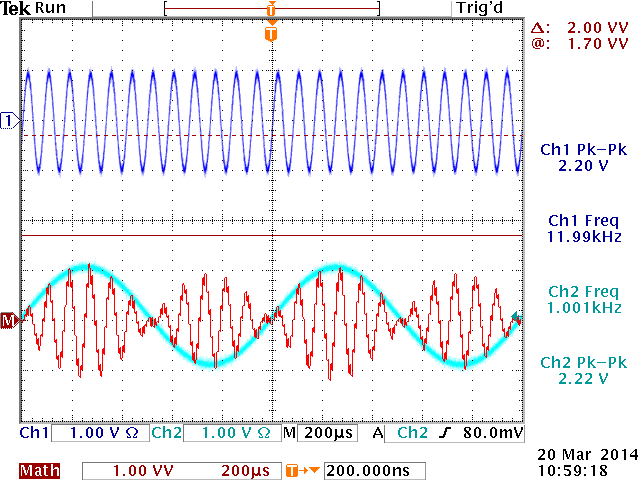 Tek Run Trig'd
T
T
Δ: 2.00 VV
@: 1.70 VV
1
Ch1 Pk-Pk
2.20 V
Ch1 Freq
11.99kHz
Ch2 Freq
1.001kHz
M
Ch2 Pk-Pk
2.22 V
Ch1 1.00 V Ω Ch2 1.00 V Ω M 200µs A Ch2 80.0mV
Math 1.00 VV 200µs T 200.000ns
20 Mar 2014
10:59:18